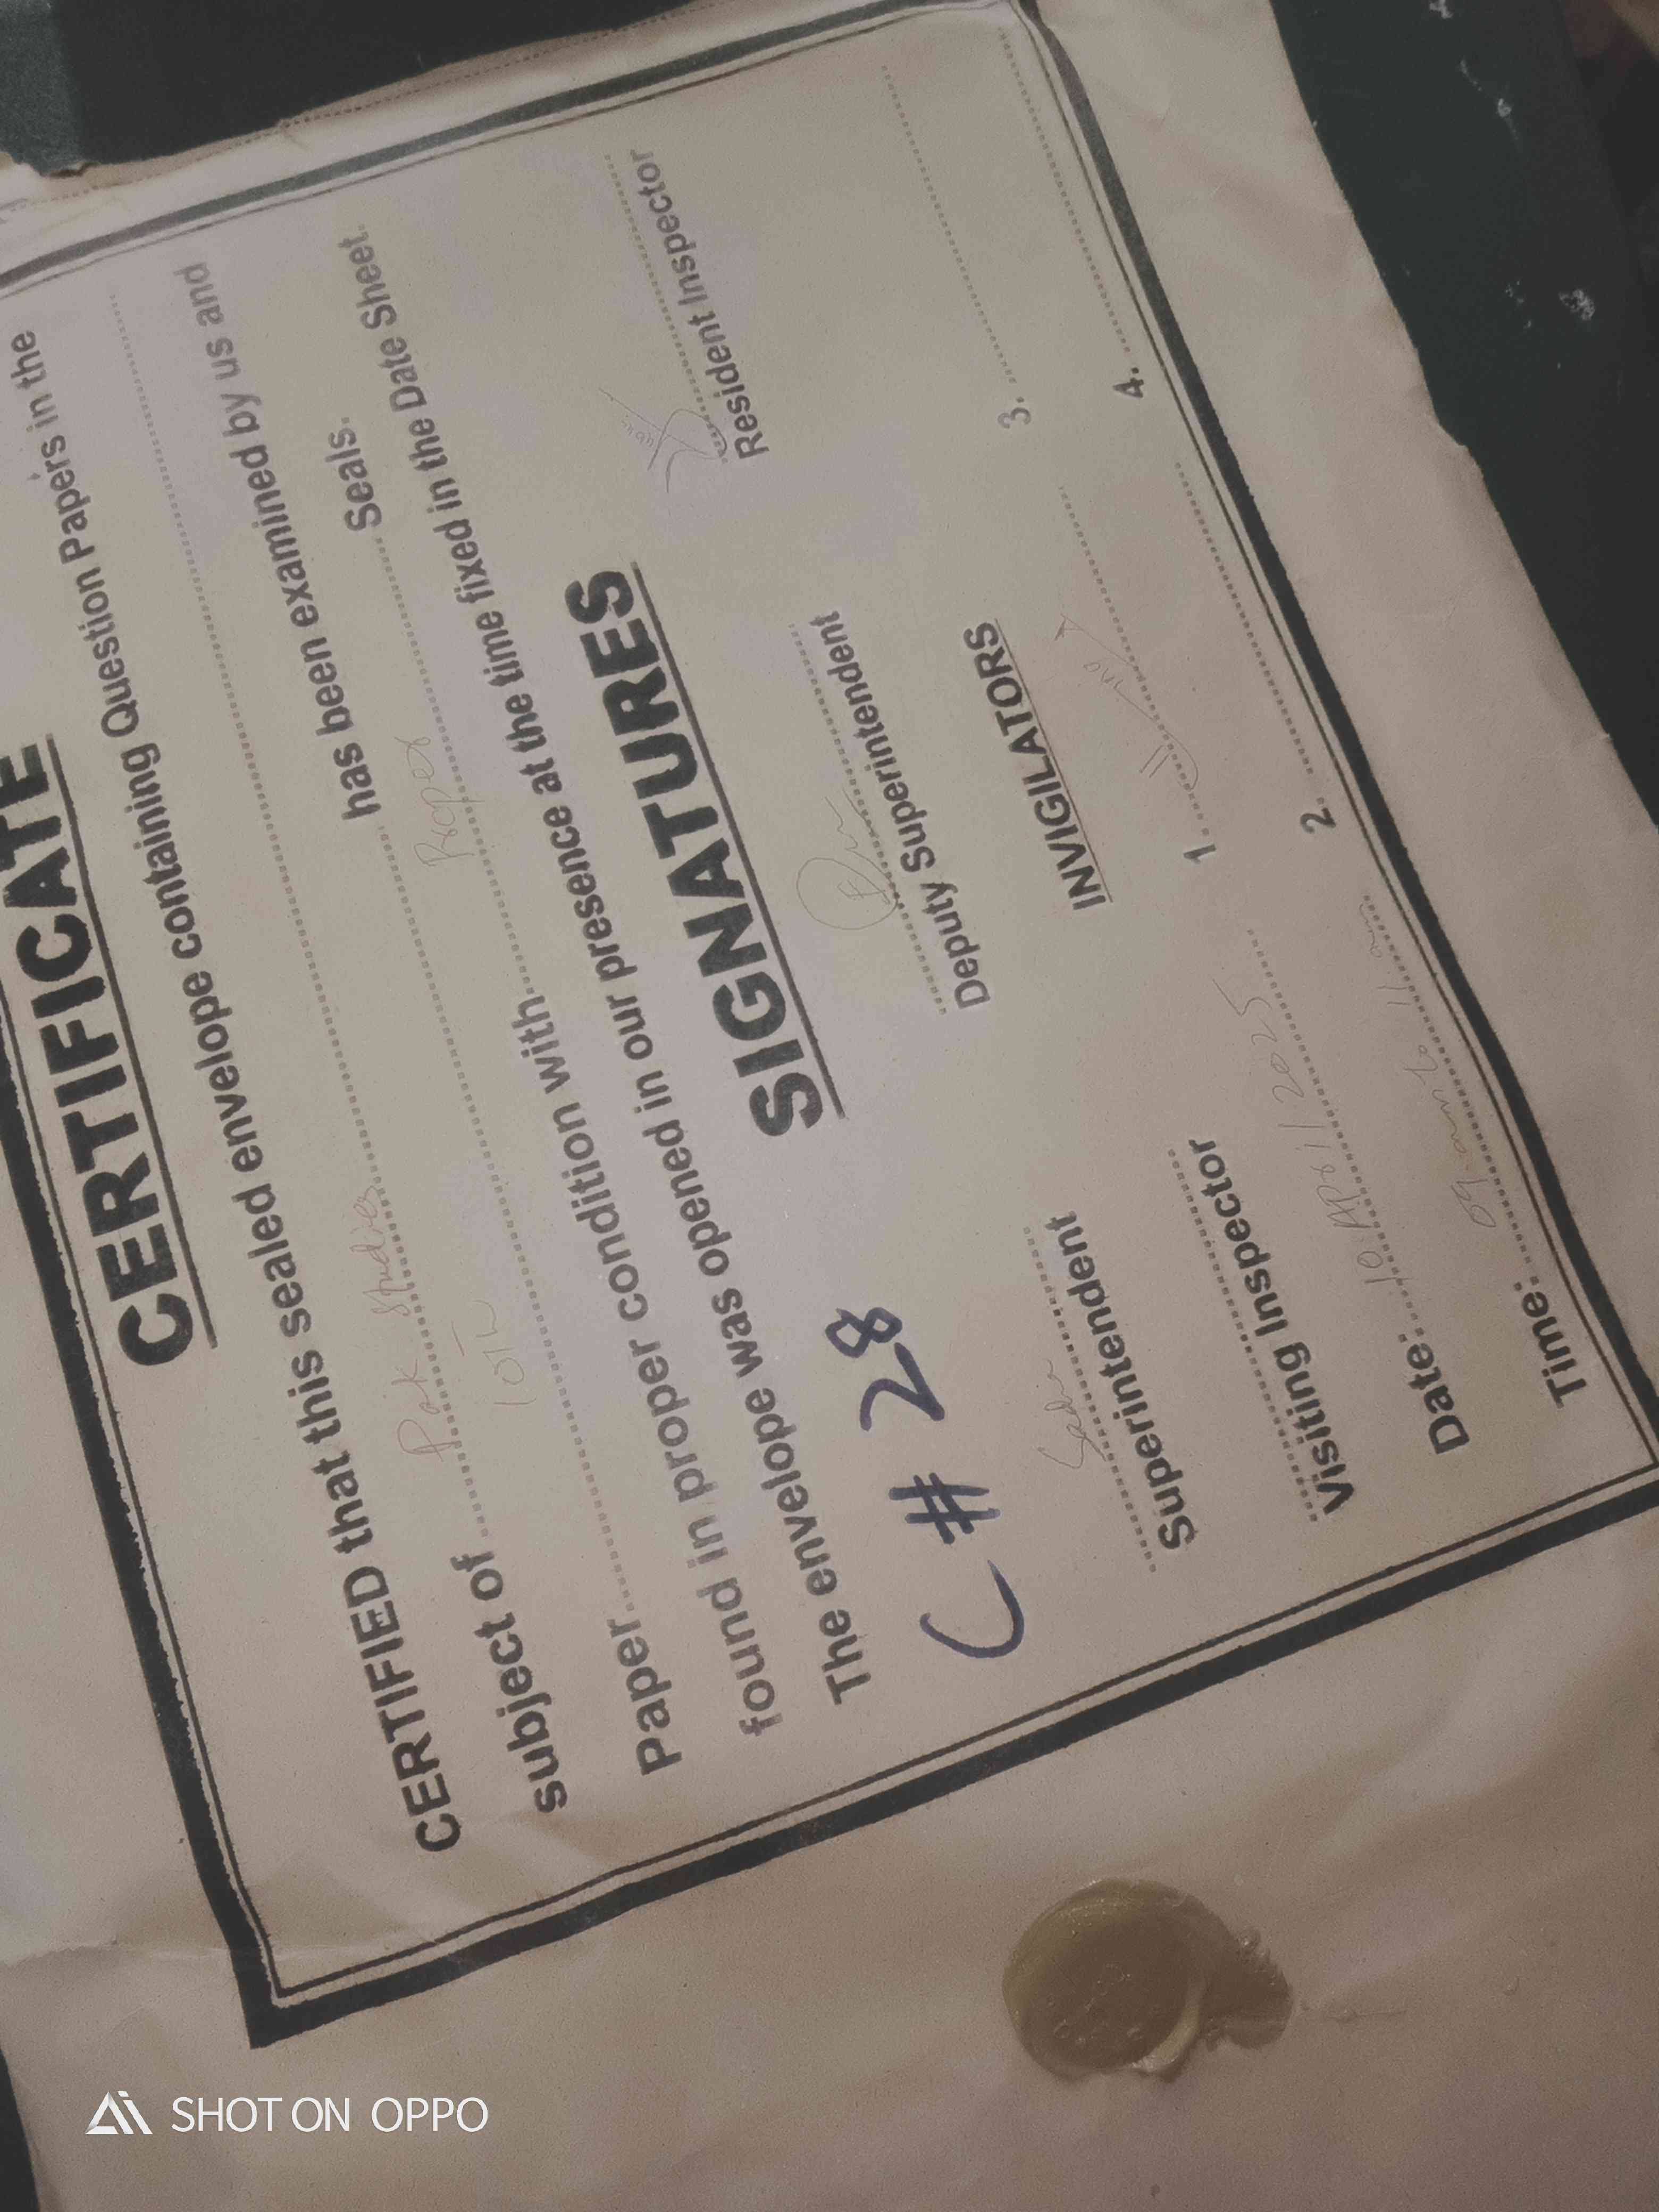 CERTIFICATE
CERTIFIED that this sealed envelope containing Question Papers in the
subject of ..... Pak Studies .....
Paper ..... 10th ..... has been examined by us and
found in proper condition with ..... Proper ..... Seals.
The envelope was opened in our presence at the time fixed in the Date Sheet.
SIGNATURES
C # 28
Superintendent
Deputy Superintendent
Resident Inspector
Visiting Inspector
INVIGILATORS
1.
3.
2.
4.
Date: 10 April/2025
Time: 09 am to 11 am
SHOT ON OPPO